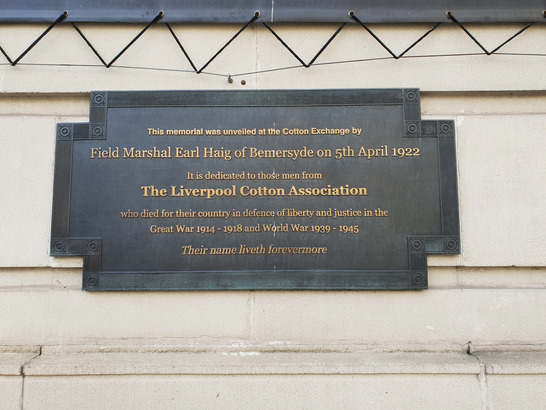 This memorial was unveiled at the Cotton Exchange by
Field Marshal Earl Haig of Bemersyde on 5th April 1922
It is dedicated to those men from
The Liverpool Cotton Association
who died for their country in defence of liberty and justice in the
Great War 1914 - 1918 and World War 1939 - 1945
Their name liveth forevermore